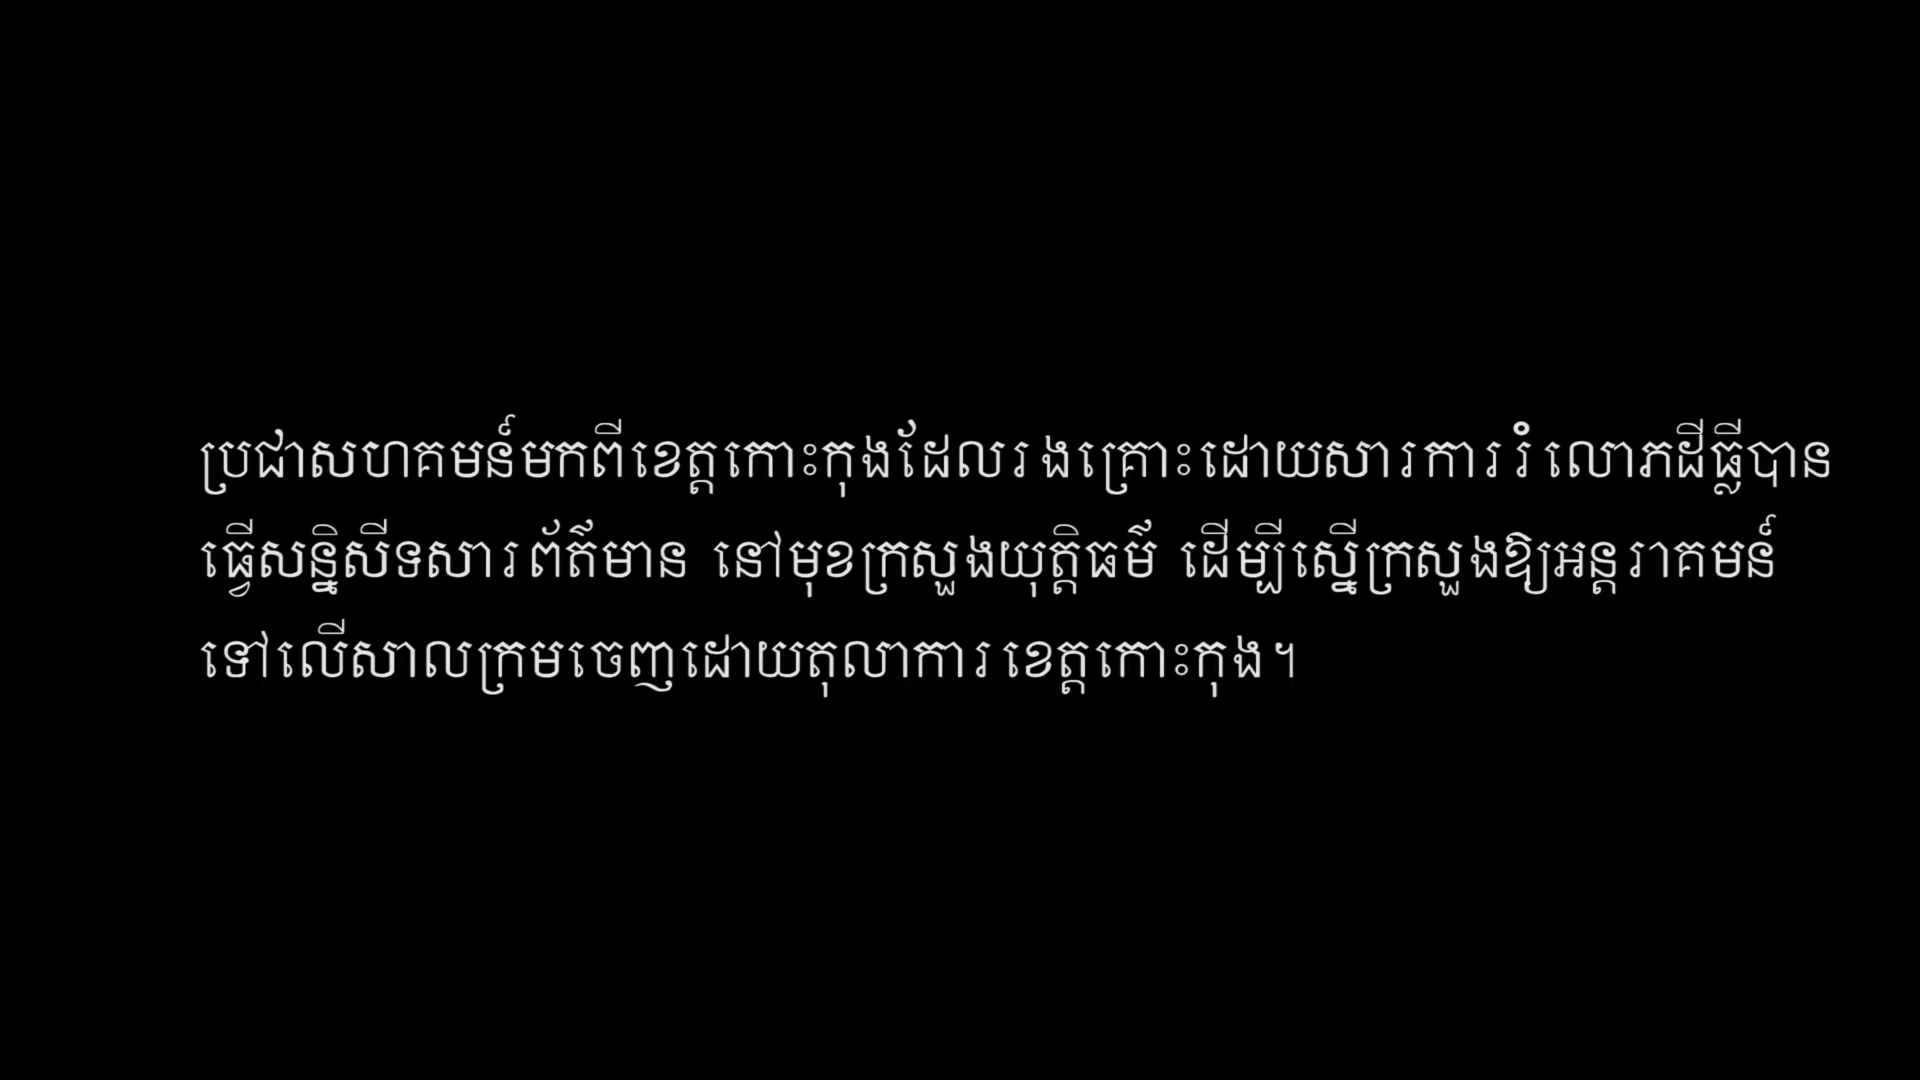 ប្រជាសហគមន៍មកពីខេត្តកោះកុងដែលរងគ្រោះដោយសារការរំលោភដីធ្លីបាន
ធ្វើសន្និសីទសារព័ត៌មាន នៅមុខក្រសួងយុត្តិធម៌ ដើម្បីស្នើក្រសួងឱ្យអន្តរាគមន៍
ទៅលើសាលក្រមចេញដោយតុលាការខេត្តកោះកុង។